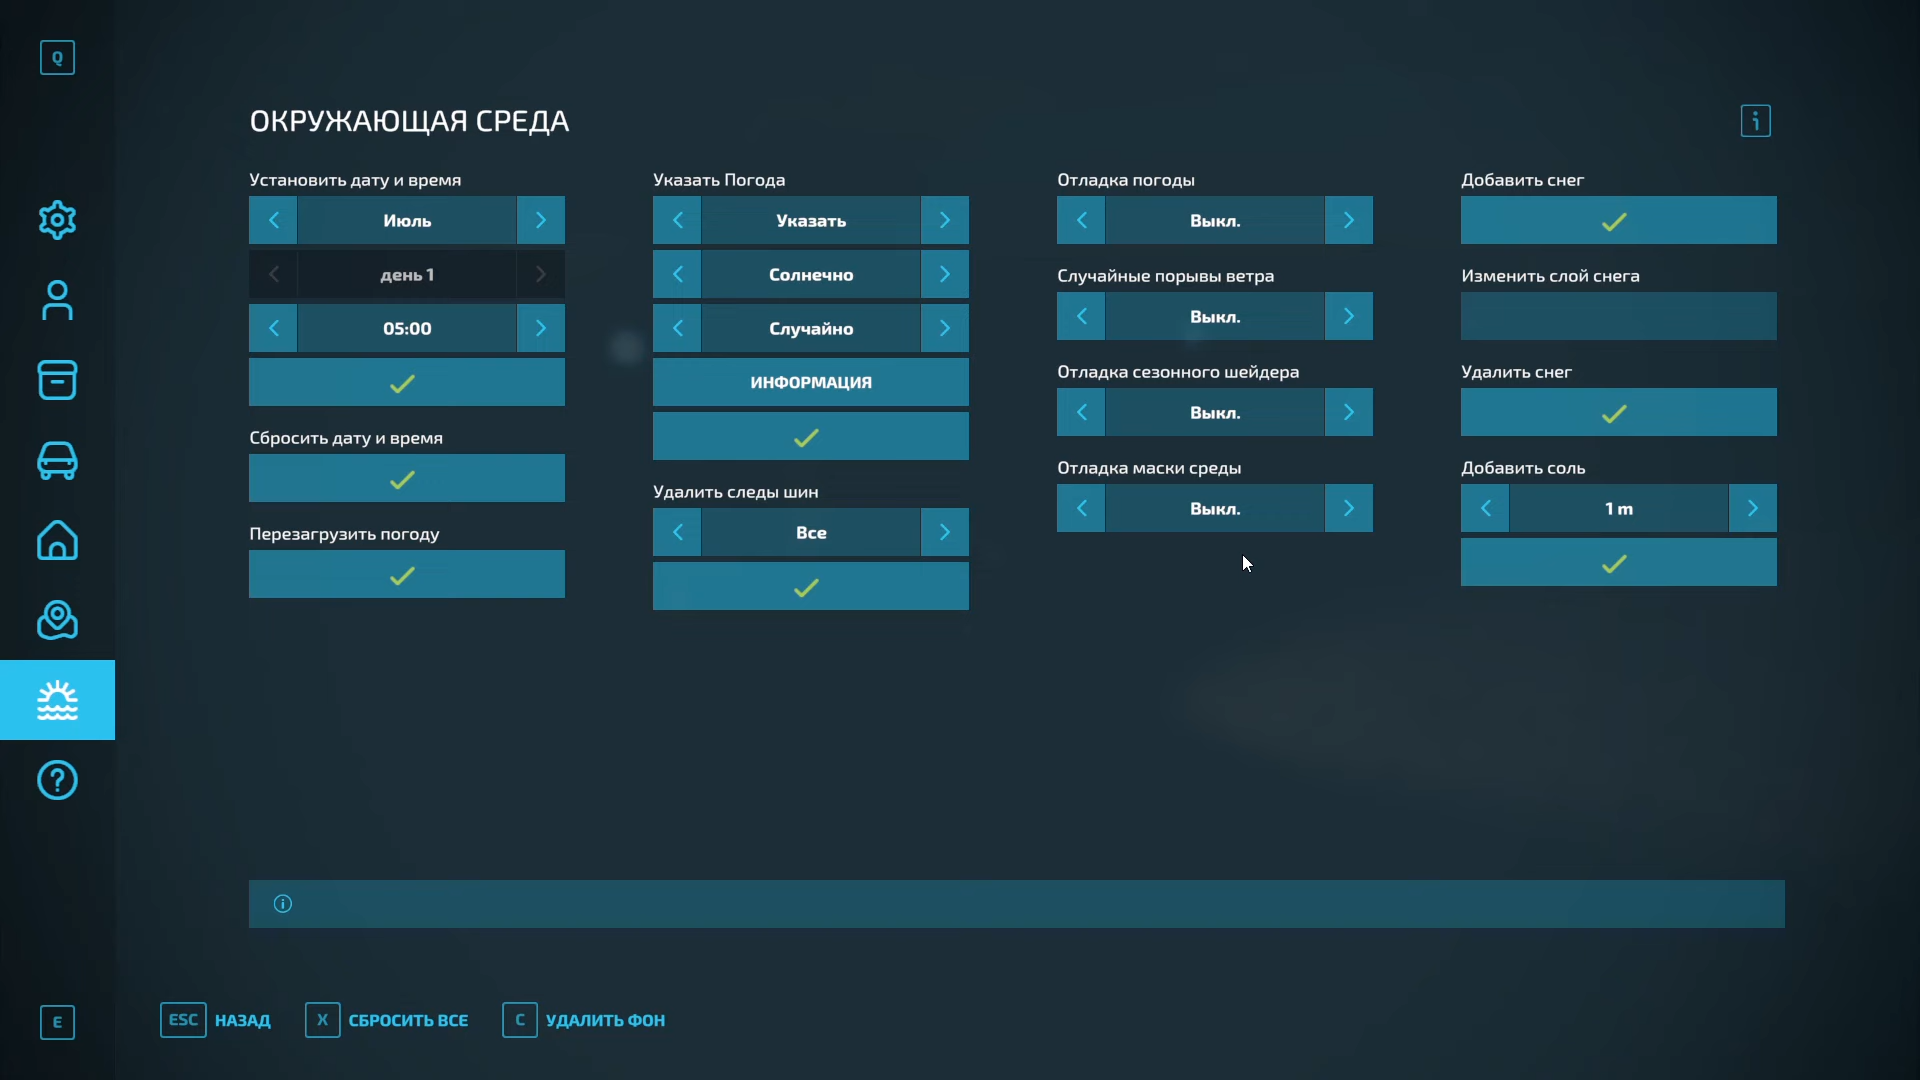 Q
ОКРУЖАЮЩАЯ СРЕДА
Установить дату и время
Июль
день 1
05:00
Сбросить дату и время
Перезагрузить погоду
Указать Погода
Указать
Солнечно
Случайно
ИНФОРМАЦИЯ
Удалить следы шин
Все
Отладка погоды
Выкл.
Случайные порывы ветра
Выкл.
Отладка сезонного шейдера
Выкл.
Отладка маски среды
Выкл.
Добавить снег
Изменить слой снега
Удалить снег
Добавить соль
1 m
E
ESC НАЗАД X СБРОСИТЬ ВСЕ C УДАЛИТЬ ФОН